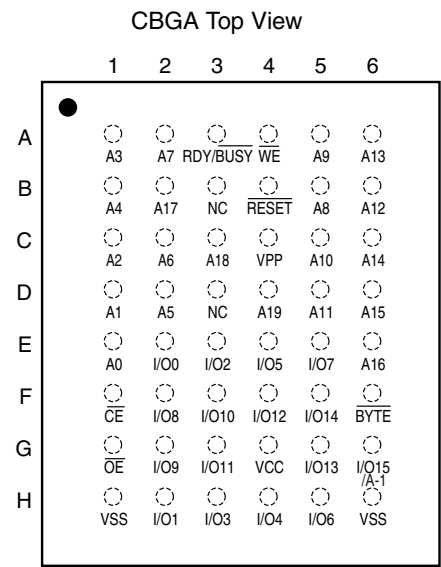 CBGA Top View
1 2 3 4 5 6
A
A3 A7 RDY/BUSY WE A9 A13
B
A4 A17 NC RESET A8 A12
C
A2 A6 A18 VPP A10 A14
D
A1 A5 NC A19 A11 A15
E
A0 I/O0 I/O2 I/O5 I/O7 A16
F
CE I/O8 I/O10 I/O12 I/O14 BYTE
G
OE I/O9 I/O11 VCC I/O13 I/O15
/A-1
H
VSS I/O1 I/O3 I/O4 I/O6 VSS